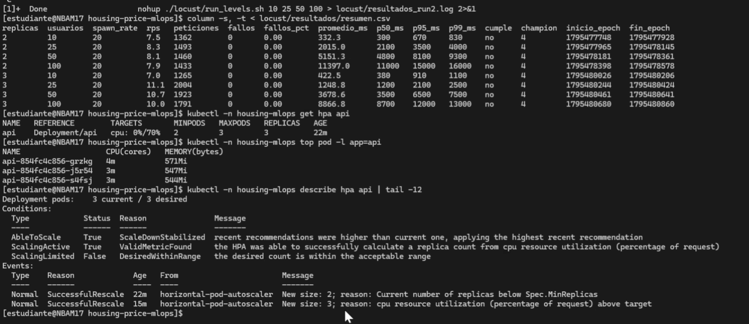 [1]+  Done                    nohup ./locust/run_levels.sh 10 25 50 100 > locust/resultados_run2.log 2>&1
[estudiante@NBAM17 housing-price-mlops]$ column -s, -t < locust/resultados/resumen.csv
replicas  usuarios  spawn_rate  rps   peticiones  fallos  fallos_pct  promedio_ms  p50_ms  p95_ms  p99_ms  cumple  champion  inicio_epoch  fin_epoch
2         10        20          7.5   1362        0       0.00        332.3        300     670     830     no      4         1795477748    1795477928
2         25        20          8.3   1493        0       0.00        2015.0       2100    3500    4000    no      4         1795477965    1795478145
2         50        20          8.1   1460        0       0.00        5151.3       4800    8100    9300    no      4         1795478181    1795478361
2         100       20          7.9   1433        0       0.00        11397.0      11000   15000   16000   no      4         1795478398    1795478578
3         10        20          7.0   1265        0       0.00        422.5        380     910     1100    no      4         1795480026    1795480206
3         25        20          11.1  2004        0       0.00        1248.8       1200    2100    2500    no      4         1795480244    1795480424
3         50        20          10.7  1923        0       0.00        3678.6       3500    6500    7500    no      4         1795480461    1795480641
3         100       20          10.0  1791        0       0.00        8866.8       8700    12000   13000   no      4         1795480680    1795480860
[estudiante@NBAM17 housing-price-mlops]$ kubectl -n housing-mlops get hpa api
NAME   REFERENCE        TARGETS       MINPODS   MAXPODS   REPLICAS   AGE
api    Deployment/api   cpu: 0%/70%   2         3         3          22m
[estudiante@NBAM17 housing-price-mlops]$ kubectl -n housing-mlops top pod -l app=api
NAME                   CPU(cores)   MEMORY(bytes)
api-854fc4c856-grzkg   4m           571Mi
api-854fc4c856-j5r54   3m           547Mi
api-854fc4c856-s4fsj   3m           544Mi
[estudiante@NBAM17 housing-price-mlops]$ kubectl -n housing-mlops describe hpa api | tail -12
Deployment pods:    3 current / 3 desired
Conditions:
  Type            Status  Reason               Message
  ----            ------  ------               -------
  AbleToScale     True    ScaleDownStabilized  recent recommendations were higher than current one, applying the highest recent recommendation
  ScalingActive   True    ValidMetricFound     the HPA was able to successfully calculate a replica count from cpu resource utilization (percentage of request)
  ScalingLimited  False   DesiredWithinRange   the desired count is within the acceptable range
Events:
  Type    Reason             Age   From                       Message
  ----    ------             ----  ----                       -------
  Normal  SuccessfulRescale  22m   horizontal-pod-autoscaler  New size: 2; reason: Current number of replicas below Spec.MinReplicas
  Normal  SuccessfulRescale  15m   horizontal-pod-autoscaler  New size: 3; reason: cpu resource utilization (percentage of request) above target
[estudiante@NBAM17 housing-price-mlops]$